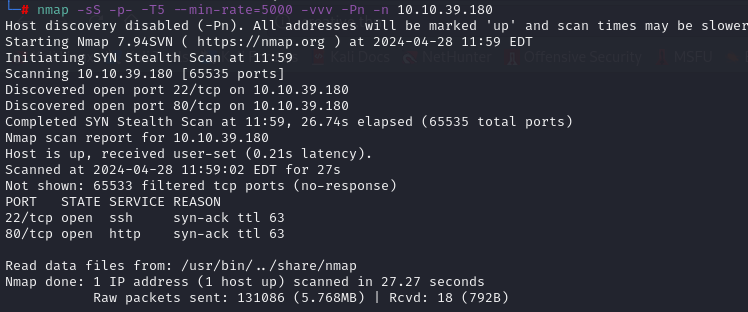 └─# nmap -sS -p- -T5 --min-rate=5000 -vvv -Pn -n 10.10.39.180
Host discovery disabled (-Pn). All addresses will be marked 'up' and scan times may be slower
Starting Nmap 7.94SVN ( https://nmap.org ) at 2024-04-28 11:59 EDT
Initiating SYN Stealth Scan at 11:59
Kali Docs NetHunter Offensive Security MSFU
Scanning 10.10.39.180 [65535 ports]
Discovered open port 22/tcp on 10.10.39.180
Discovered open port 80/tcp on 10.10.39.180
Completed SYN Stealth Scan at 11:59, 26.74s elapsed (65535 total ports)
Nmap scan report for 10.10.39.180
Host is up, received user-set (0.21s latency).
Scanned at 2024-04-28 11:59:02 EDT for 27s
Not shown: 65533 filtered tcp ports (no-response)
PORT   STATE SERVICE REASON
22/tcp open  ssh     syn-ack ttl 63
80/tcp open  http    syn-ack ttl 63
Read data files from: /usr/bin/../share/nmap
Nmap done: 1 IP address (1 host up) scanned in 27.27 seconds
Raw packets sent: 131086 (5.768MB) | Rcvd: 18 (792B)